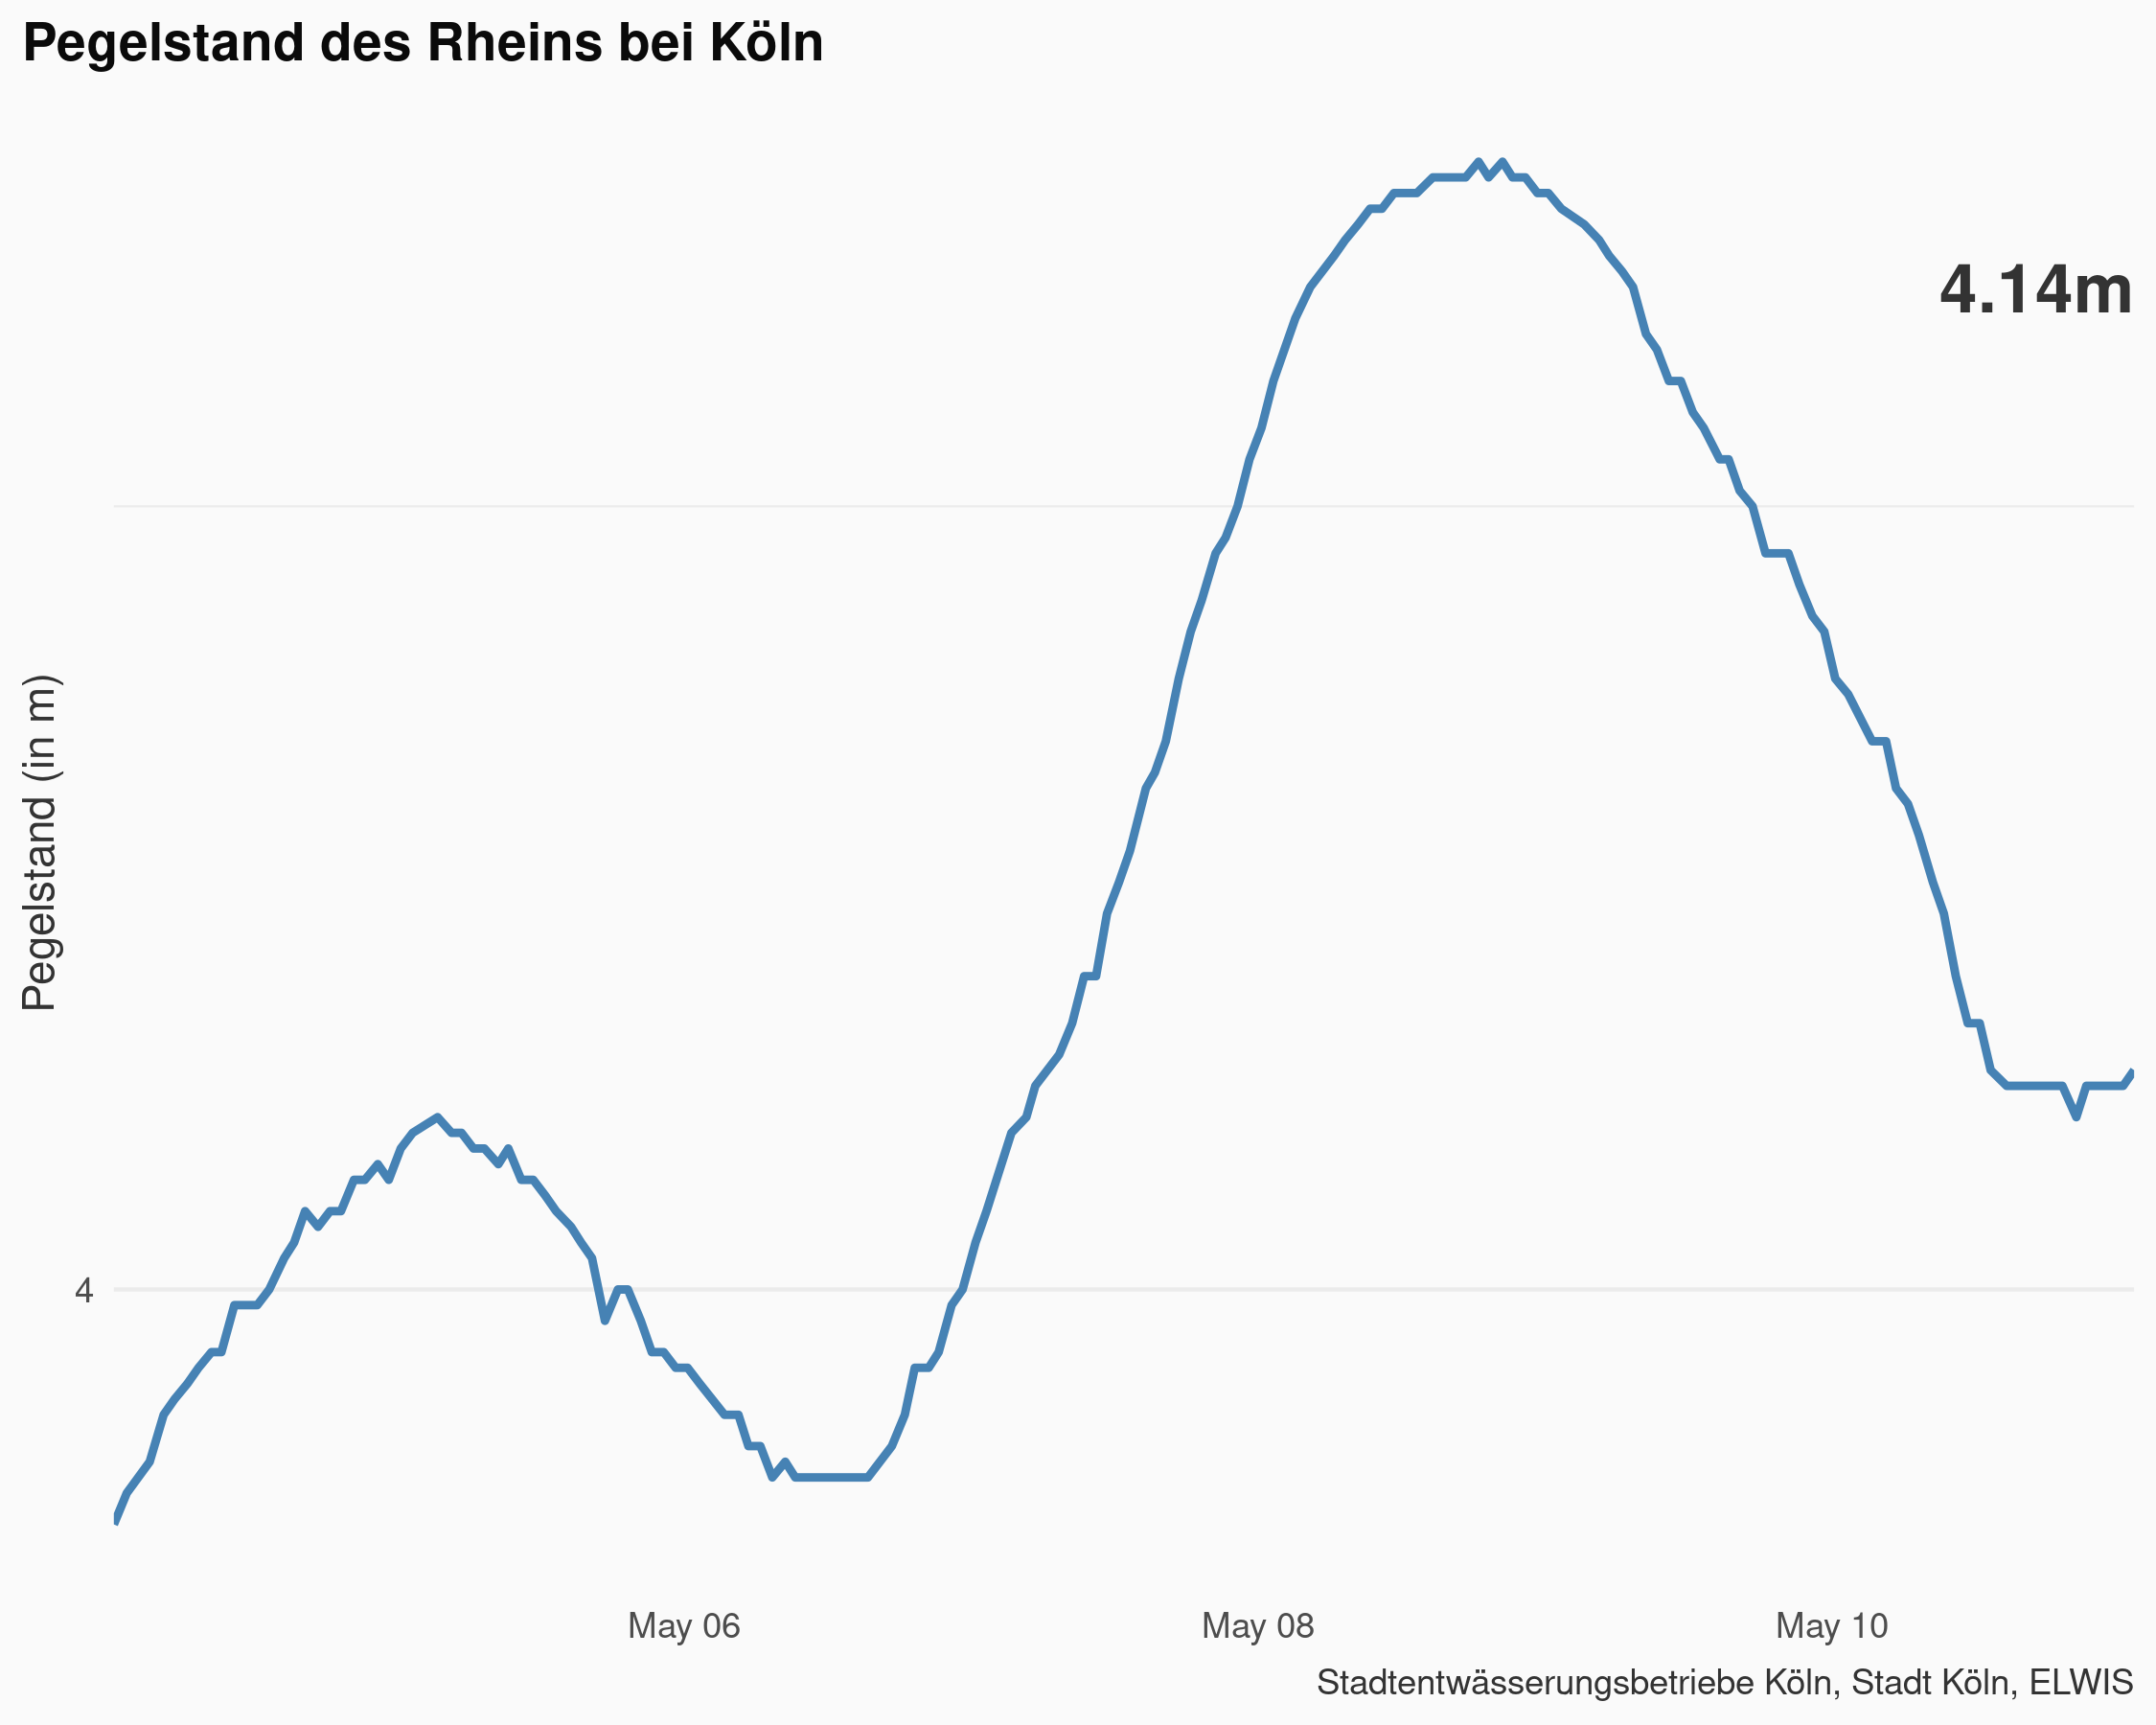 Pegelstand des Rheins bei Köln
4.14m
Pegelstand (in m)
4
May 06
May 08
May 10
Stadtentwässerungsbetriebe Köln, Stadt Köln, ELWIS